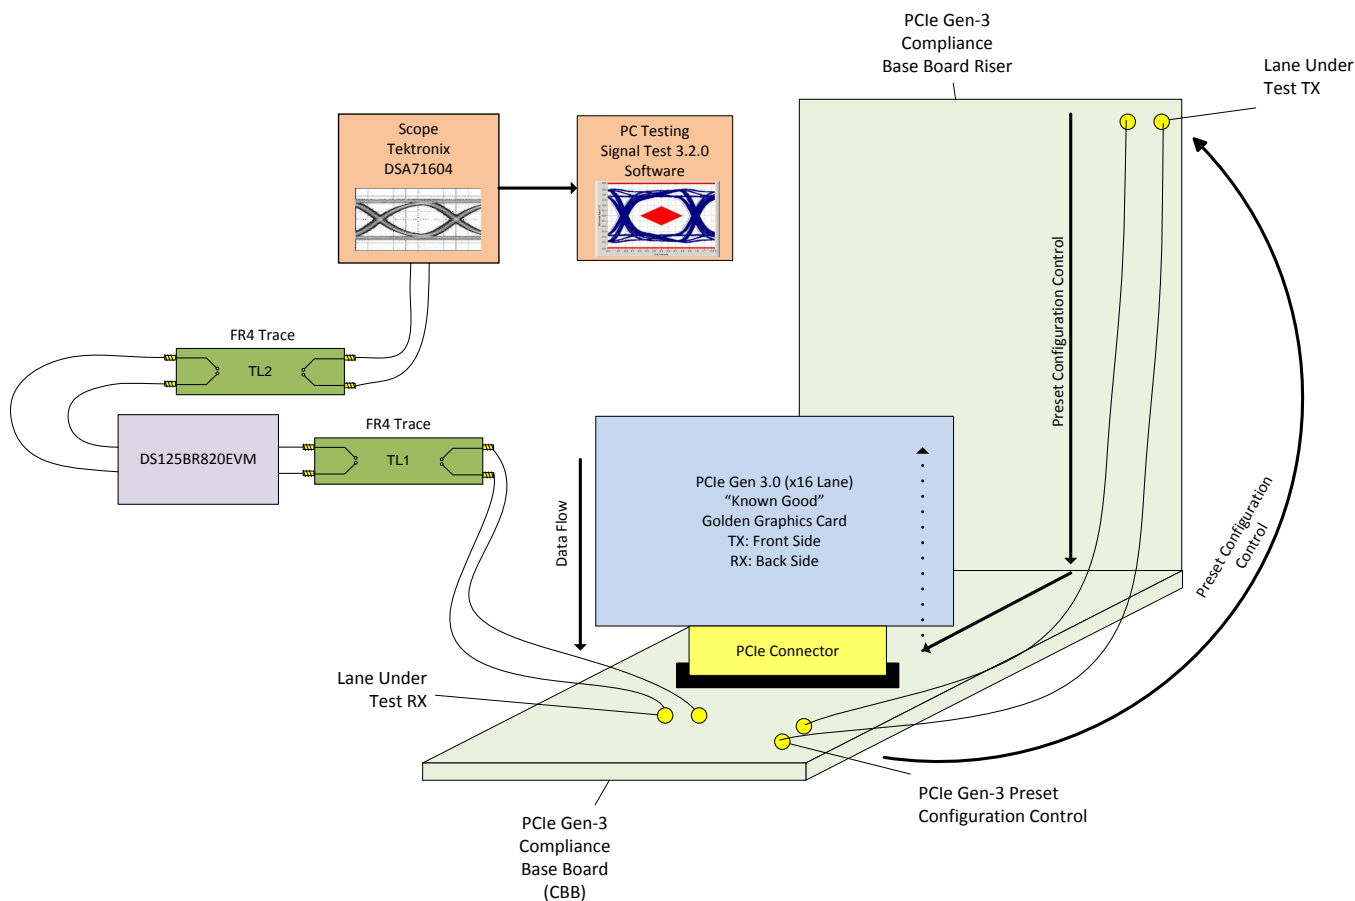 PCIe Gen-3
Compliance
Base Board Riser
Lane Under
Test TX
Scope
Tektronix
DSA71604
PC Testing
Signal Test 3.2.0
Software
Preset Configuration Control
FR4 Trace
TL2
FR4 Trace
DS125BR820EVM
TL1
Data Flow
PCIe Gen 3.0 (x16 Lane)
“Known Good”
Golden Graphics Card
TX: Front Side
RX: Back Side
Preset Configuration
Control
PCIe Connector
Lane Under
Test RX
PCIe Gen-3 Preset
Configuration Control
PCIe Gen-3
Compliance
Base Board
(CBB)